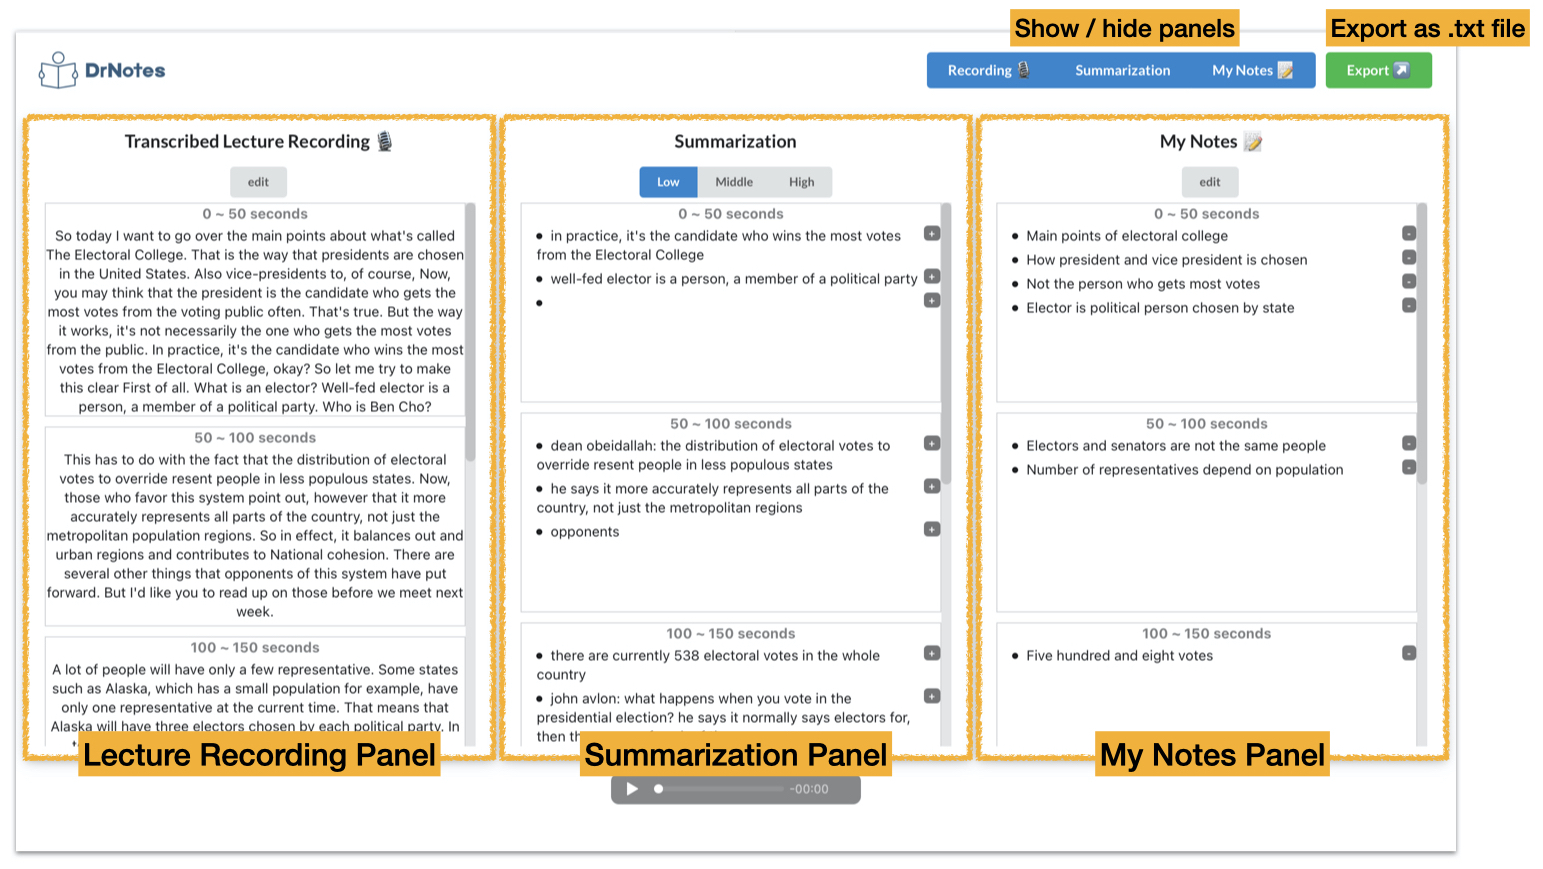 Show / hide panels
Export as .txt file
DrNotes
Recording
Summarization
My Notes
Export
Transcribed Lecture Recording
edit
0 ~ 50 seconds
So today I want to go over the main points about what's called
The Electoral College. That is the way that presidents are chosen
in the United States. Also vice-presidents to, of course, Now,
you may think that the president is the candidate who gets the
most votes from the voting public often. That's true. But the way
it works, it's not necessarily the one who gets the most votes
from the public. In practice, it's the candidate who wins the most
votes from the Electoral College, okay? So let me try to make
this clear First of all. What is an elector? Well-fed elector is a
person, a member of a political party. Who is Ben Cho?
50 ~ 100 seconds
This has to do with the fact that the distribution of electoral
votes to override resent people in less populous states. Now,
those who favor this system point out, however that it more
accurately represents all parts of the country, not just the
metropolitan population regions. So in effect, it balances out and
urban regions and contributes to National cohesion. There are
several other things that opponents of this system have put
forward. But I'd like you to read up on those before we meet next
week.
100 ~ 150 seconds
A lot of people will have only a few representative. Some states
such as Alaska, which has a small population for example, have
only one representative at the current time. That means that
Alaska will have three electors chosen by each political party. In
Lecture Recording Panel
Summarization
Low
Middle
High
0 ~ 50 seconds
• in practice, it's the candidate who wins the most votes
from the Electoral College
+
• well-fed elector is a person, a member of a political party
+
•
+
50 ~ 100 seconds
• dean obeidallah: the distribution of electoral votes to
override resent people in less populous states
+
• he says it more accurately represents all parts of the
country, not just the metropolitan regions
+
• opponents
+
100 ~ 150 seconds
• there are currently 538 electoral votes in the whole
country
+
• john avlon: what happens when you vote in the
presidential election? he says it normally says electors for,
+
then
Summarization Panel
My Notes
edit
0 ~ 50 seconds
• Main points of electoral college
-
• How president and vice president is chosen
-
• Not the person who gets most votes
-
• Elector is political person chosen by state
-
50 ~ 100 seconds
• Electors and senators are not the same people
-
• Number of representatives depend on population
-
100 ~ 150 seconds
• Five hundred and eight votes
-
My Notes Panel
-00:00